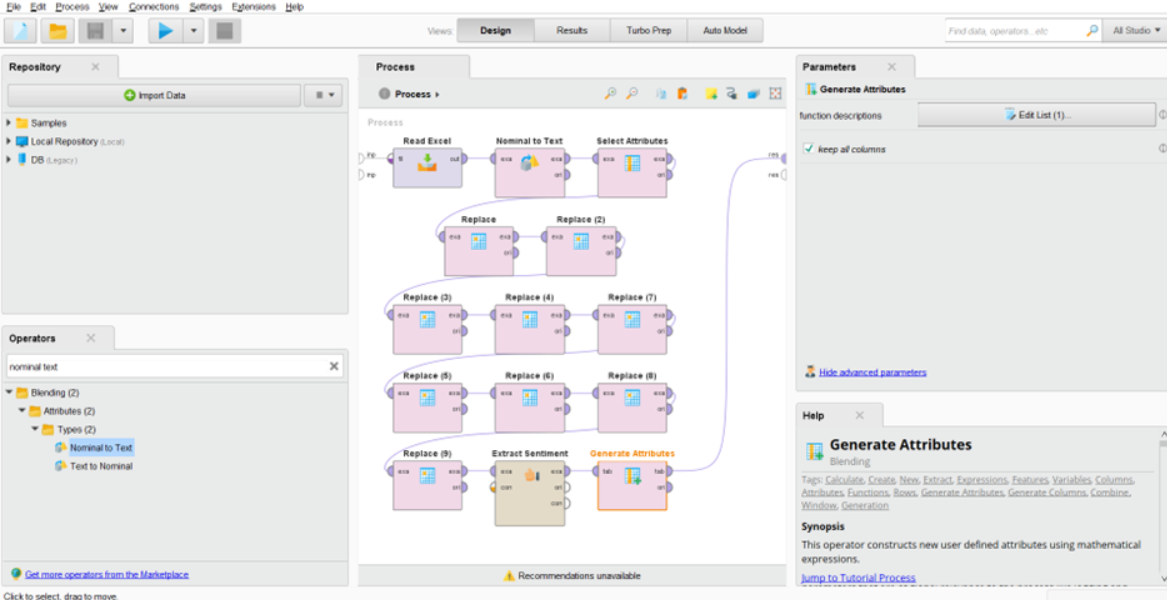 File Edit Process View Connections Settings Extensions Help
Views: Design Results Turbo Prep Auto Model
Find data, operators...etc All Studio
Repository
Import Data
Samples
Local Repository (Local)
DB (Legacy)
Operators
nominal text
Blending (2)
Attributes (2)
Types (2)
Nominal to Text
Text to Nominal
Get more operators from the Marketplace
Click to select, drag to move.
Process
Process
Process
Read Excel Nominal to Text Select Attributes
inp fil out exa exa exa exa res
inp ori ori res
Replace Replace (2)
exa exa exa exa
ori ori
Replace (3) Replace (4) Replace (7)
exa exa exa exa exa exa
ori ori ori
Replace (5) Replace (6) Replace (8)
exa exa exa exa exa exa
ori ori ori
Replace (9) Extract Sentiment Generate Attributes
exa exa exa exa tab tab
ori con ori ori
con
Recommendations unavailable
Parameters
Generate Attributes
function descriptions Edit List (1)...
keep all columns
Hide advanced parameters
Help
Generate Attributes
Blending
Tags: Calculate, Create, New, Extract, Expressions, Features, Variables, Columns,
Attributes, Functions, Rows, Generate Attributes, Generate Columns, Combine,
Window, Generation
Synopsis
This operator constructs new user defined attributes using mathematical
expressions.
Jump to Tutorial Process